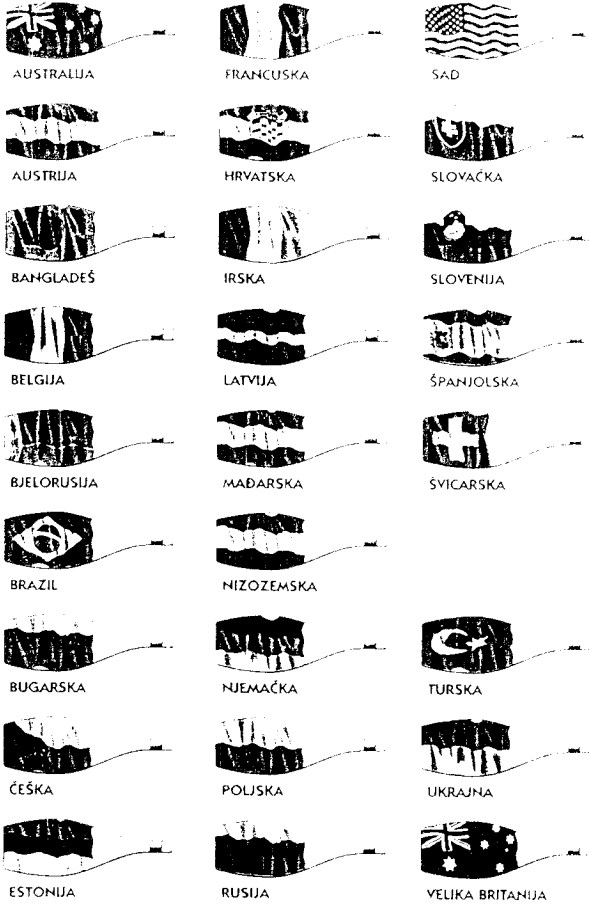 AUSTRALIJA
FRANCUSKA
SAD
AUSTRIJA
HRVATSKA
SLOVAČKA
BANGLADEŠ
IRSKA
SLOVENIJA
BELGIJA
LATVIJA
ŠPANJOLSKA
BJELORUSIJA
MAĐARSKA
ŠVICARSKA
BRAZIL
NIZOZEMSKA
BUGARSKA
NJEMAČKA
TURSKA
ČEŠKA
POLJSKA
UKRAJNA
ESTONIJA
RUSIJA
VELIKA BRITANIJA